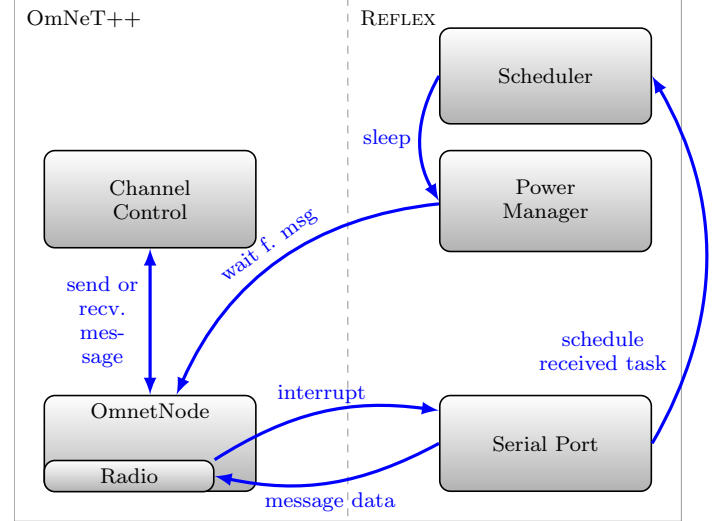 OmNeT++
REFLEX
Scheduler
sleep
Channel
Control
Power
Manager
wait f. msg
send or
recv.
mes-
sage
schedule
received task
interrupt
OmnetNode
Serial Port
Radio
message data